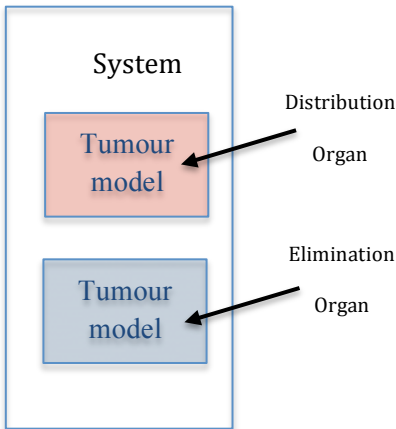 System
Distribution
Tumour
model
Organ
Elimination
Tumour
model
Organ